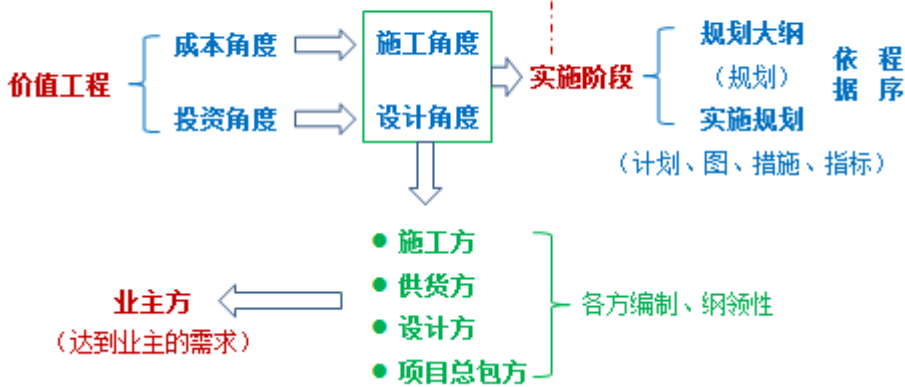 价值工程
成本角度
投资角度
施工角度
设计角度
实施阶段
规划大纲
（规划）
实施规划
依 程
据 序
（计划、图、措施、指标）
● 施工方
● 供货方
● 设计方
● 项目总包方
各方编制、纲领性
业主方
（达到业主的需求）